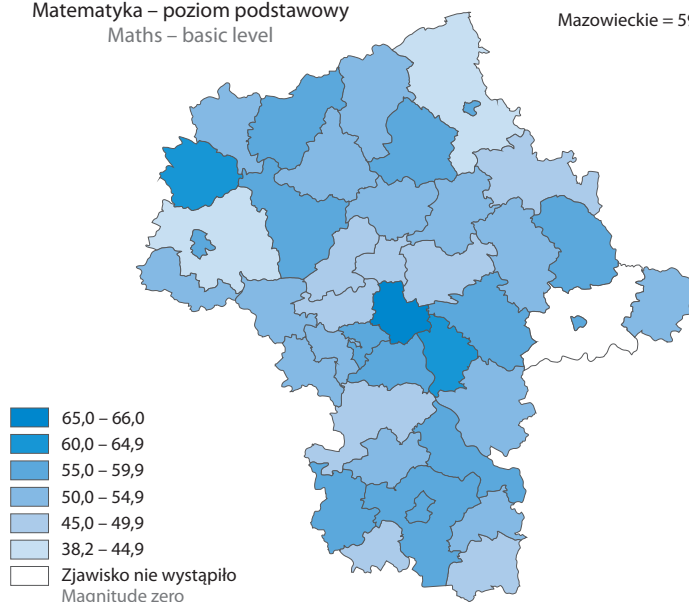 Matematyka – poziom podstawowy
Maths – basic level
Mazowieckie = 59
65,0 – 66,0
60,0 – 64,9
55,0 – 59,9
50,0 – 54,9
45,0 – 49,9
38,2 – 44,9
Zjawisko nie wystąpiło
Magnitude zero